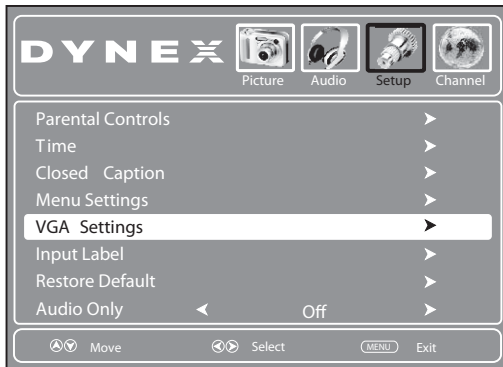 DYNEX
Picture Audio Setup Channel
Parental Controls
Time
Closed Caption
Menu Settings
VGA Settings
Input Label
Restore Default
Audio Only Off
Move Select MENU Exit